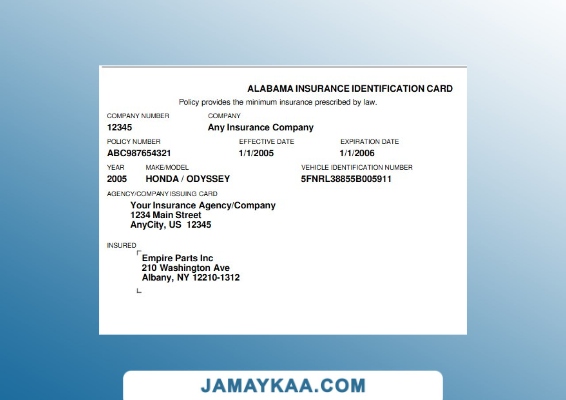 ALABAMA INSURANCE IDENTIFICATION CARD
Policy provides the minimum insurance prescribed by law.
COMPANY NUMBER COMPANY
12345 Any Insurance Company
POLICY NUMBER EFFECTIVE DATE EXPIRATION DATE
ABC987654321 1/1/2005 1/1/2006
YEAR MAKE/MODEL VEHICLE IDENTIFICATION NUMBER
2005 HONDA / ODYSSEY 5FNRL38855B005911
AGENCY/COMPANY ISSUING CARD
Your Insurance Agency/Company
1234 Main Street
AnyCity, US 12345
INSURED
Empire Parts Inc
210 Washington Ave
Albany, NY 12210-1312
JAMAYKAA.COM